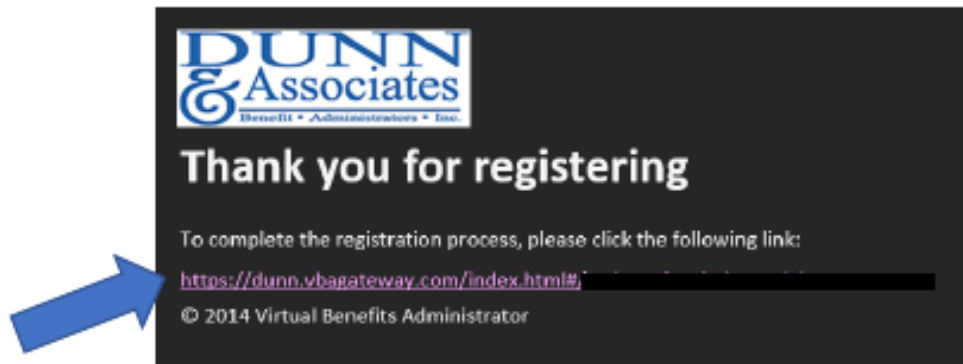 DUNN
& Associates
Benefit • Administrators • Inc.
Thank you for registering
To complete the registration process, please click the following link:
https://dunn.vbagateway.com/index.html#/
© 2014 Virtual Benefits Administrator